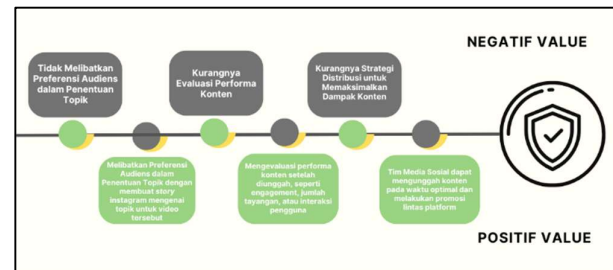 NEGATIF VALUE
Tidak Melibatkan
Preferensi Audiens
dalam Penentuan
Topik
Kurangnya
Evaluasi Performa
Konten
Kurangnya Strategi
Distribusi untuk
Memaksimalkan
Dampak Konten
Melibatkan Preferensi
Audiens dalam
Penentuan Topik dengan
membuat story
instagram mengenai
topik untuk video
tersebut
Mengevaluasi performa
konten setelah
diunggah, seperti
engagement, jumlah
tayangan, atau interaksi
pengguna
Tim Media Sosial dapat
mengunggah konten
pada waktu optimal dan
melakukan promosi
lintas platform
POSITIF VALUE